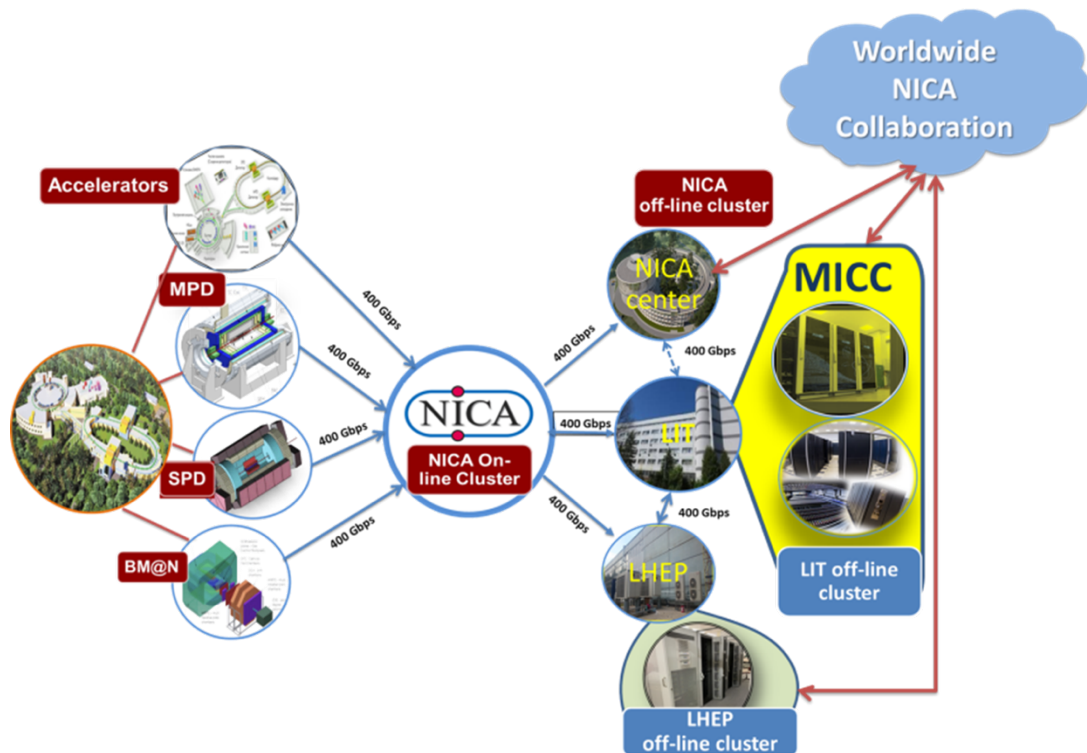 Worldwide
NICA
Collaboration
Accelerators
NICA
off-line cluster
MPD
400 Gbps
NICA
center
MICC
400 Gbps
400 Gbps
400 Gbps
NICA
NICA On-
line Cluster
400 Gbps
LIT
SPD
400 Gbps
400 Gbps
400 Gbps
400 Gbps
BM@N
400 Gbps
LHEP
LIT off-line
cluster
LHEP
off-line cluster